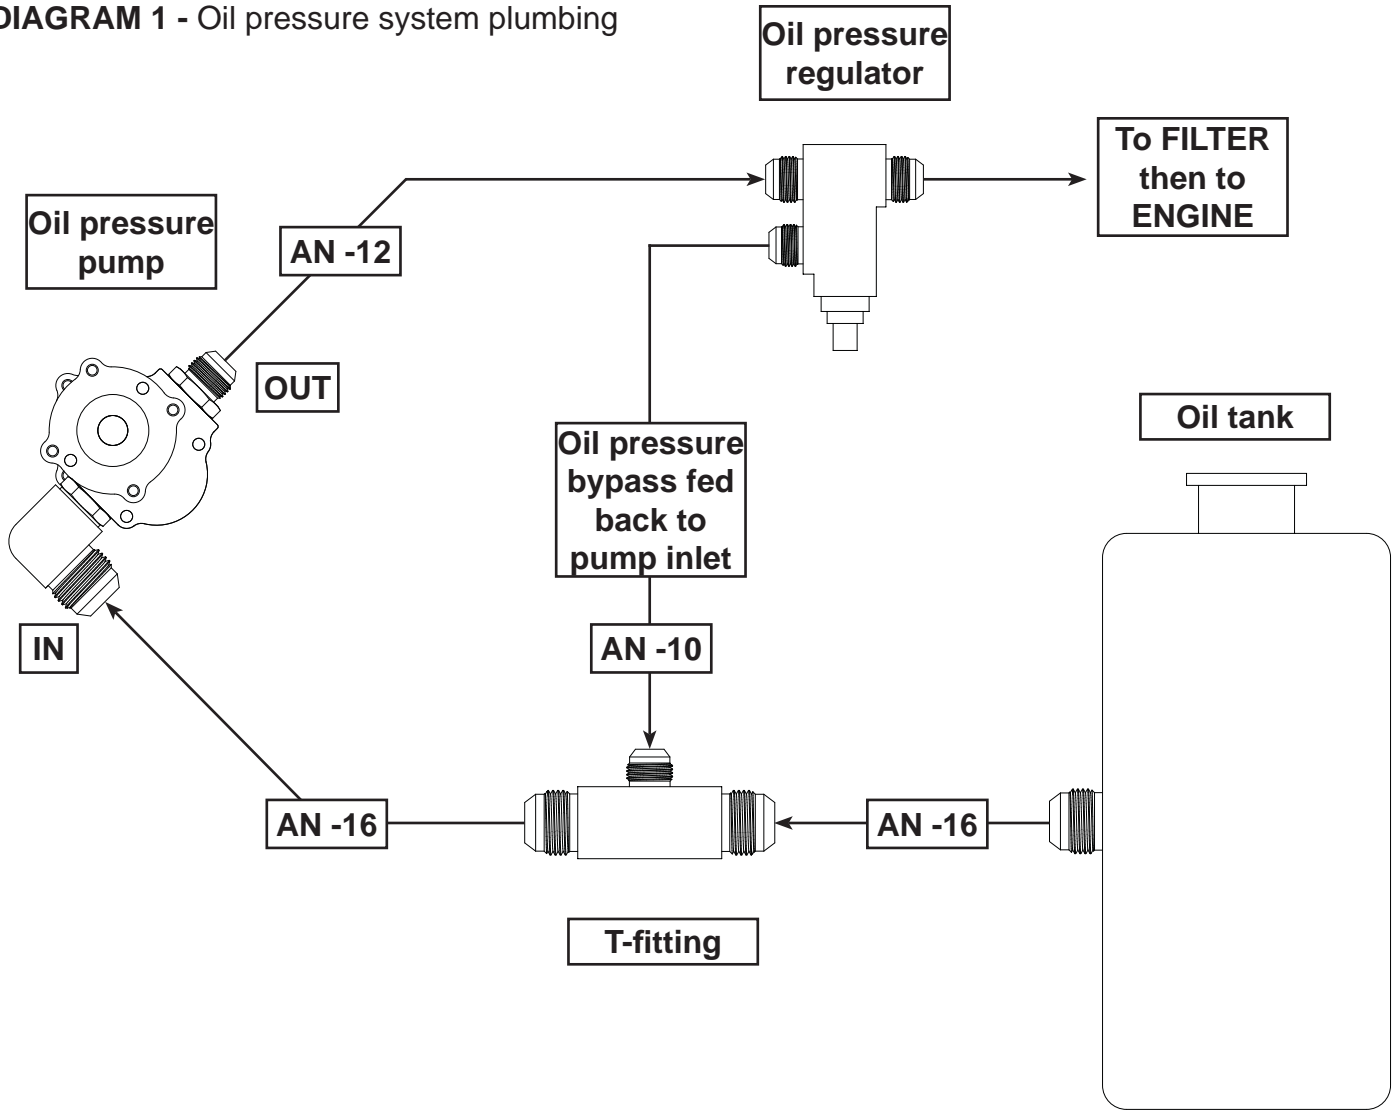 DIAGRAM 1 - Oil pressure system plumbing
Oil pressure
regulator
To FILTER
then to
ENGINE
Oil pressure
pump
AN -12
OUT
Oil tank
Oil pressure
bypass fed
back to
pump inlet
IN
AN -10
AN -16
AN -16
T-fitting